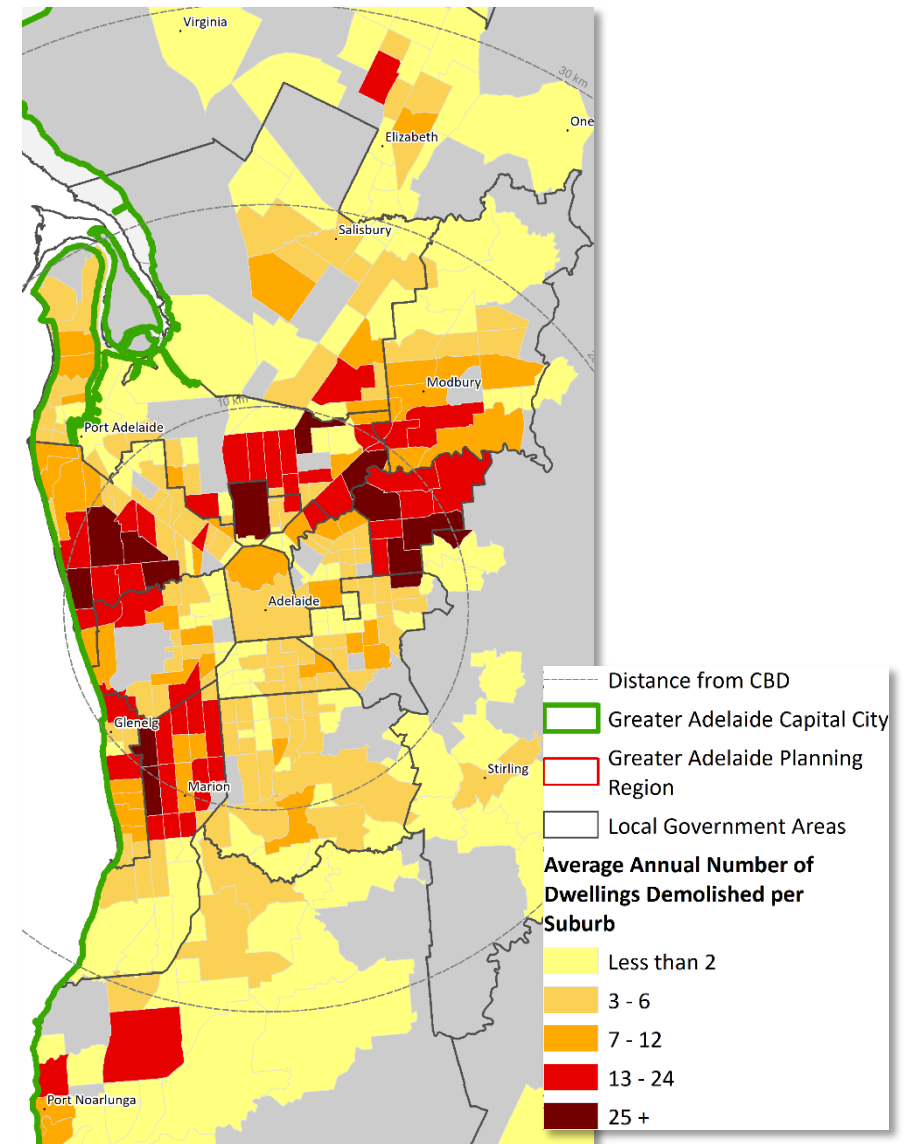 Virginia
30 km
One
Elizabeth
Salisbury
Modbury
10 km
Port Adelaide
Adelaide
Glenelg
Stirling
Marion
Port Noarlunga
Distance from CBD
Greater Adelaide Capital City
Greater Adelaide Planning
Region
Local Government Areas
Average Annual Number of
Dwellings Demolished per
Suburb
Less than 2
3 - 6
7 - 12
13 - 24
25 +